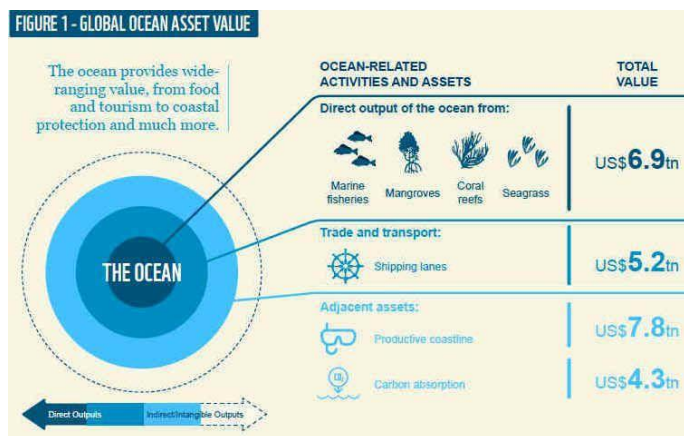 FIGURE 1 - GLOBAL OCEAN ASSET VALUE
The ocean provides wide-
ranging value, from food
and tourism to coastal
protection and much more.
THE OCEAN
Direct Outputs
Indirect/Intangible Outputs
OCEAN-RELATED
ACTIVITIES AND ASSETS
TOTAL
VALUE
Direct output of the ocean from:
Marine
fisheries
Mangroves
Coral
reefs
Seagrass
US$6.9tn
Trade and transport:
Shipping lanes
US$5.2tn
Adjacent assets:
Productive coastline
US$7.8tn
CO₂
Carbon absorption
US$4.3tn